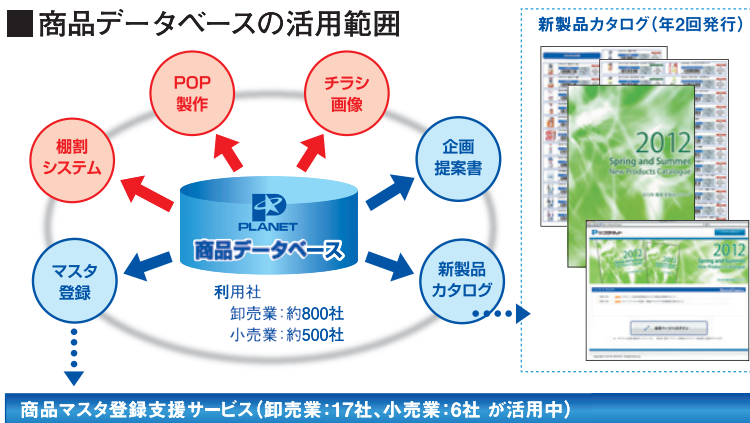 ■商品データベースの活用範囲
新製品カタログ(年2回発行)
POP
製作
チラシ
画像
棚割
システム
企画
提案書
PLANET
商品データベース
マスタ
登録
新製品
カタログ
利用社
卸売業:約800社
小売業:約500社
2012
Spring and Summer
New Products Catalogue
2012
2012
Spring and Summer
商品マスタ登録支援サービス(卸売業:17社、小売業:6社 が活用中)